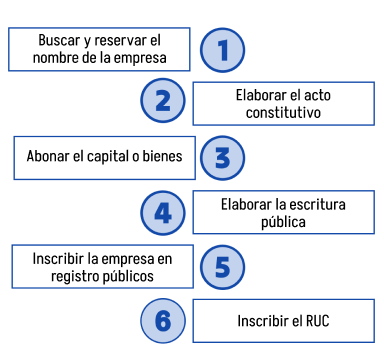 Buscar y reservar el
nombre de la empresa
1
2
Elaborar el acto
constitutivo
Abonar el capital o bienes
3
4
Elaborar la escritura
pública
Inscribir la empresa en
registro públicos
5
6
Inscribir el RUC